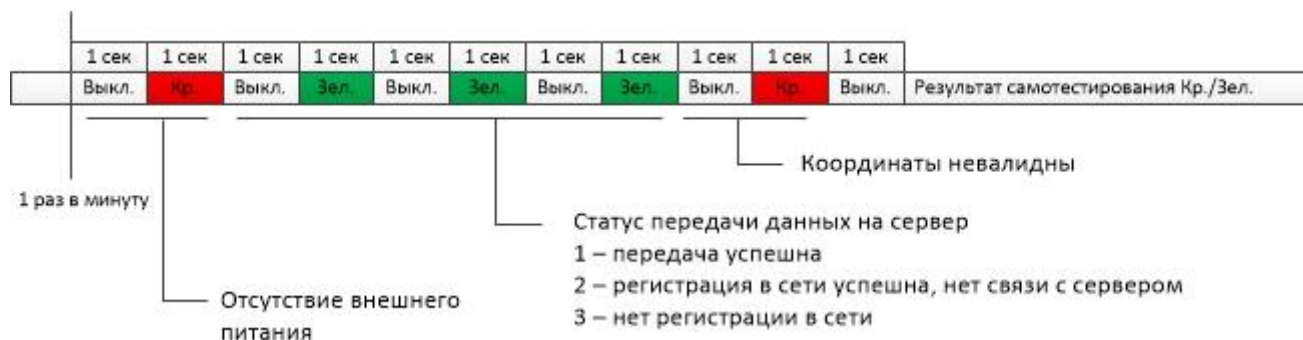 1 сек 1 сек 1 сек 1 сек 1 сек 1 сек 1 сек 1 сек 1 сек 1 сек 1 сек
Выкл. Кр. Выкл. Зел. Выкл. Зел. Выкл. Зел. Выкл. Кр. Выкл. Результат самотестирования Кр./Зел.
Координаты невалидны
1 раз в минуту
Статус передачи данных на сервер
1 – передача успешна
2 – регистрация в сети успешна, нет связи с сервером
3 – нет регистрации в сети
Отсутствие внешнего
питания